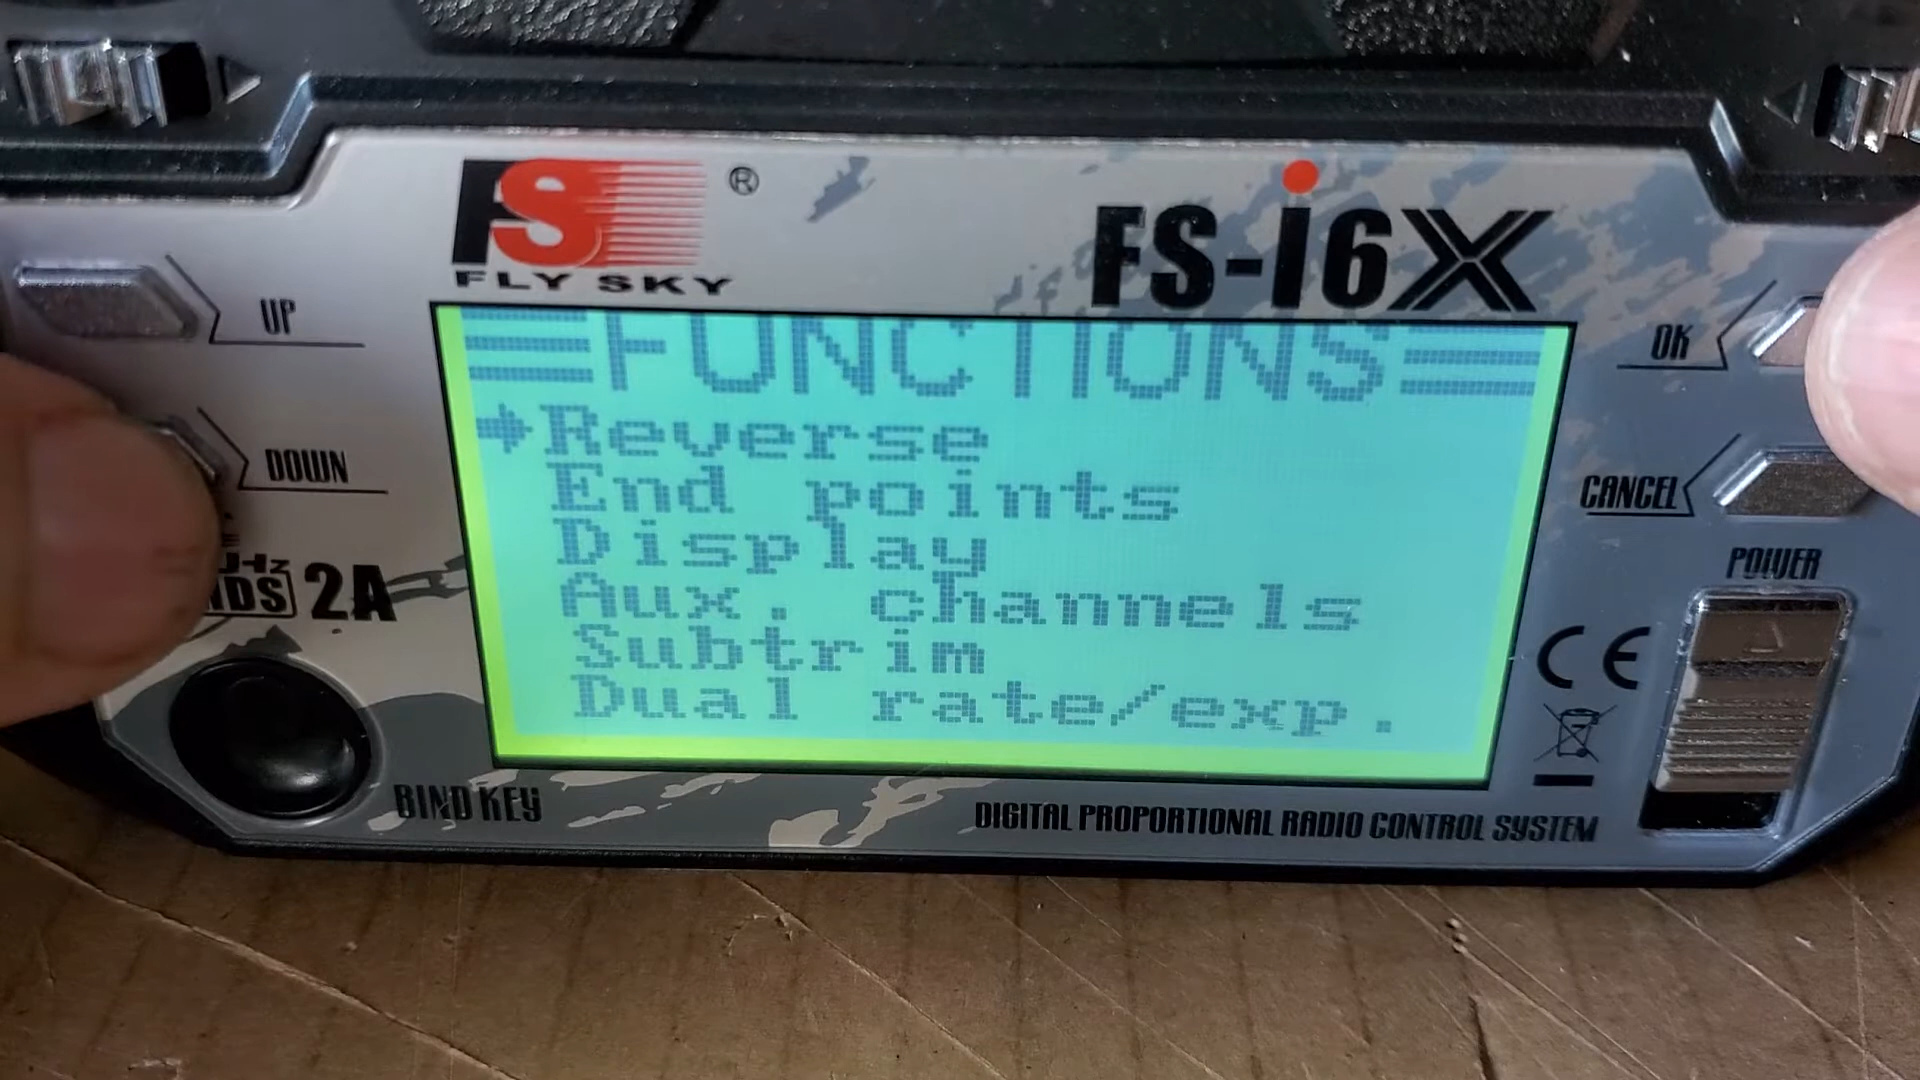 FS ®
FLY SKY
FS-i6X
UP
DOWN
OK
CANCEL
POWER
FUNCTIONS
Reverse
End points
Display
Aux. channels
Subtrim
Dual rate/exp.
2A
CE
BIND KEY
DIGITAL PROPORTIONAL RADIO CONTROL SYSTEM